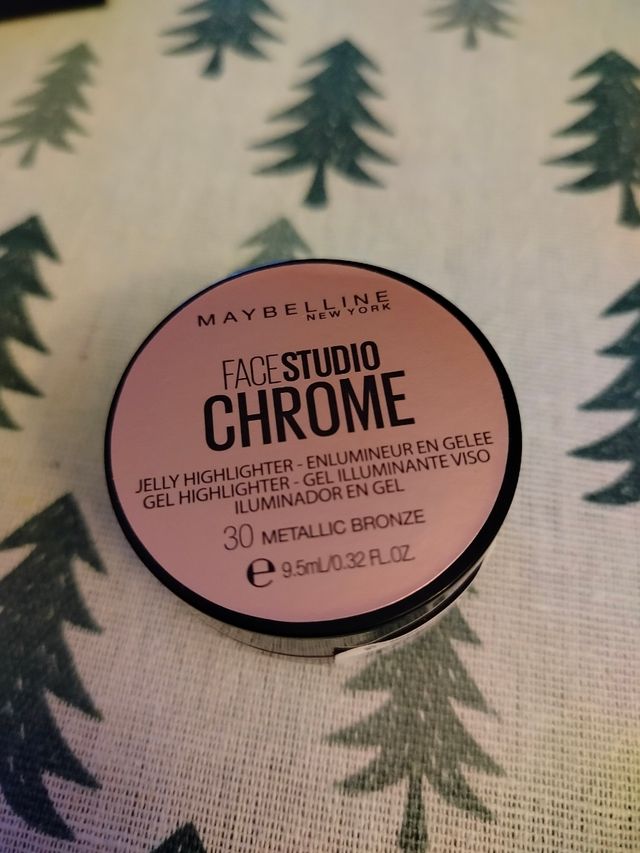 MAYBELLINE
NEW YORK
FACESTUDIO
CHROME
JELLY HIGHLIGHTER - ENLUMINEUR EN GELEE
GEL HIGHLIGHTER - GEL ILLUMINANTE VISO
ILUMINADOR EN GEL
30 METALLIC BRONZE
e 9.5mL/0.32 FL.OZ.